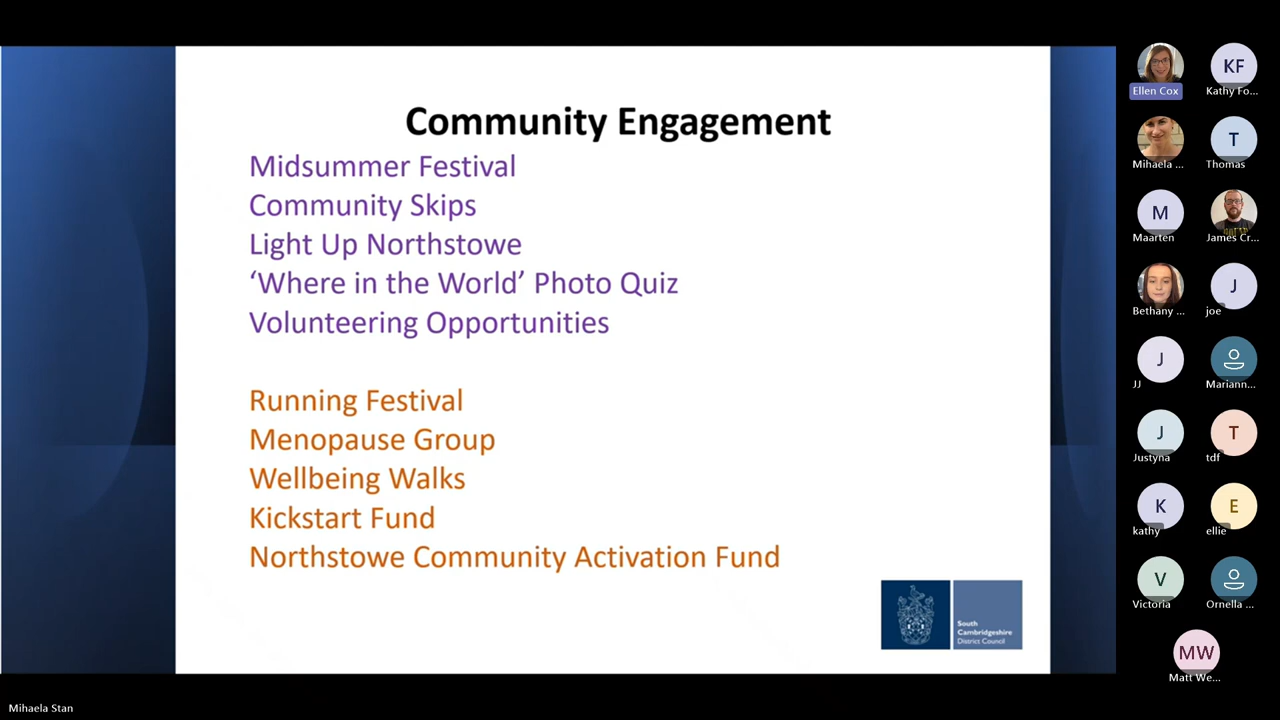 Community Engagement
Midsummer Festival
Community Skips
Light Up Northstowe
‘Where in the World’ Photo Quiz
Volunteering Opportunities
Running Festival
Menopause Group
Wellbeing Walks
Kickstart Fund
Northstowe Community Activation Fund
South
Cambridgeshire
District Council
Ellen Cox
KF
Kathy Fo...
Mihaela ...
T
Thomas
M
Maarten
James Cr...
Bethany ...
J
joe
J
JJ
Mariann...
J
Justyna
T
tdf
K
kathy
E
ellie
V
Victoria
Ornella ...
MW
Matt We...
Mihaela Stan